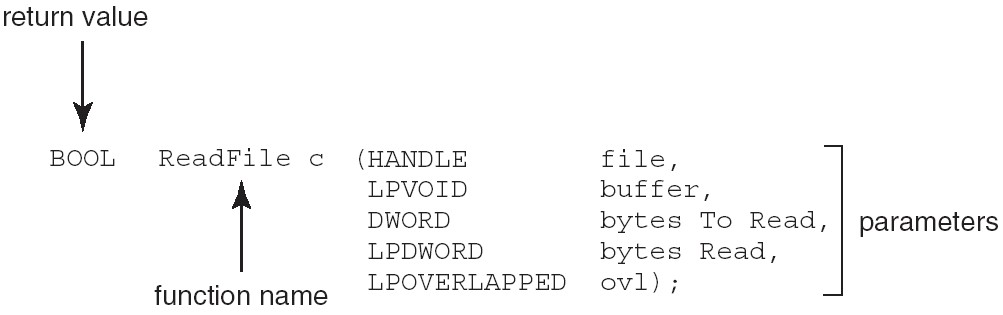 return value
BOOL ReadFile c (HANDLE file,
LPVOID buffer,
DWORD bytes To Read,
LPDWORD bytes Read,
LPOVERLAPPED ovl);
parameters
function name